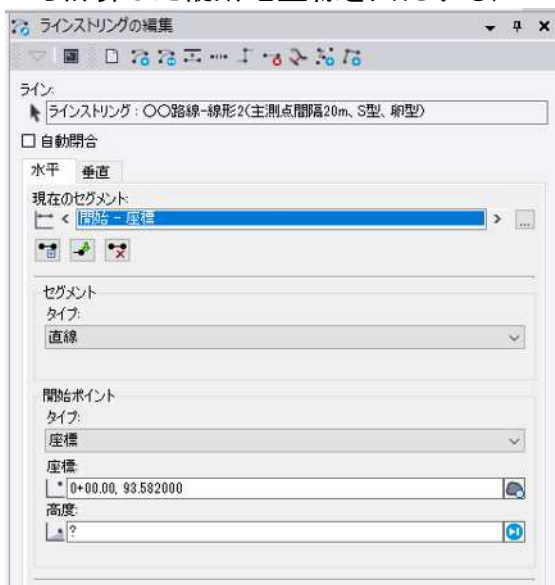 ラインストリングの編集
ライン:
ラインストリング：〇〇路線-線形2(主測点間隔20m、S型、卵型)
自動閉合
水平 垂直
現在のセグメント:
< 開始 - 座標 > ...
セグメント
タイプ:
直線
開始ポイント
タイプ:
座標
座標:
0+00.00, 93.582000
高度:
?